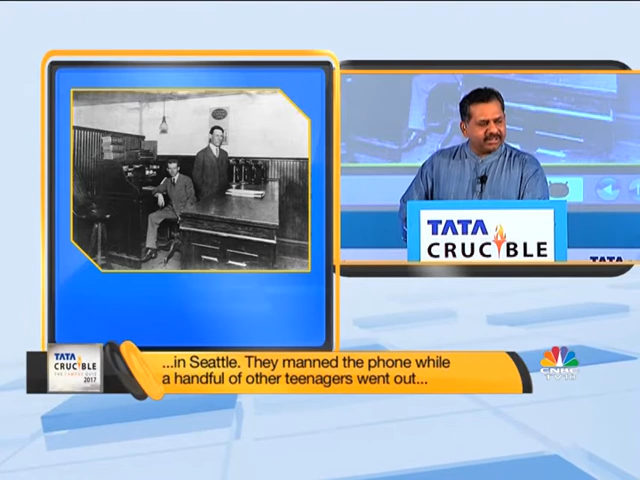 TATA
CRUCIBLE
TATA
TATA
CRUCIBLE
THE CAMPUS QUIZ
2017
...in Seattle. They manned the phone while
a handful of other teenagers went out...
CNBC
TV18